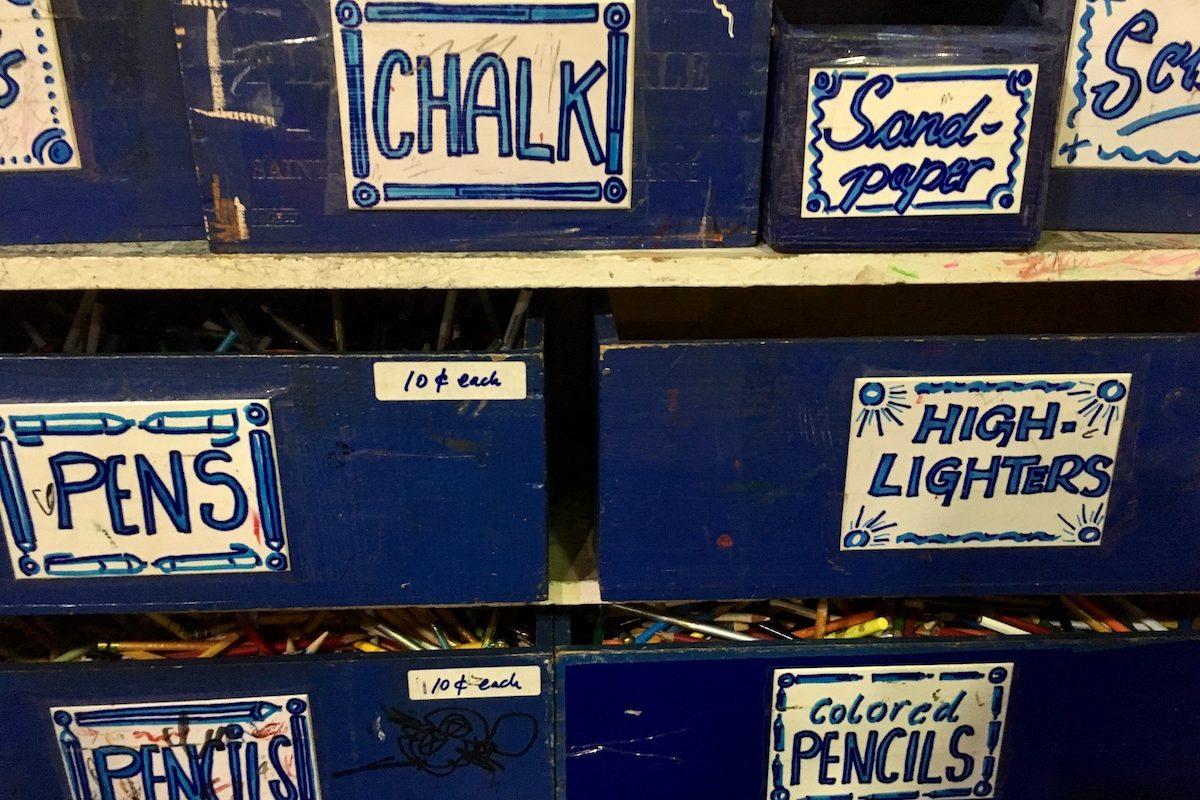 CHALK
Sand-
paper
10¢ each
PENS
HIGH-
LIGHTERS
10¢ each
PENCILS
colored
PENCILS